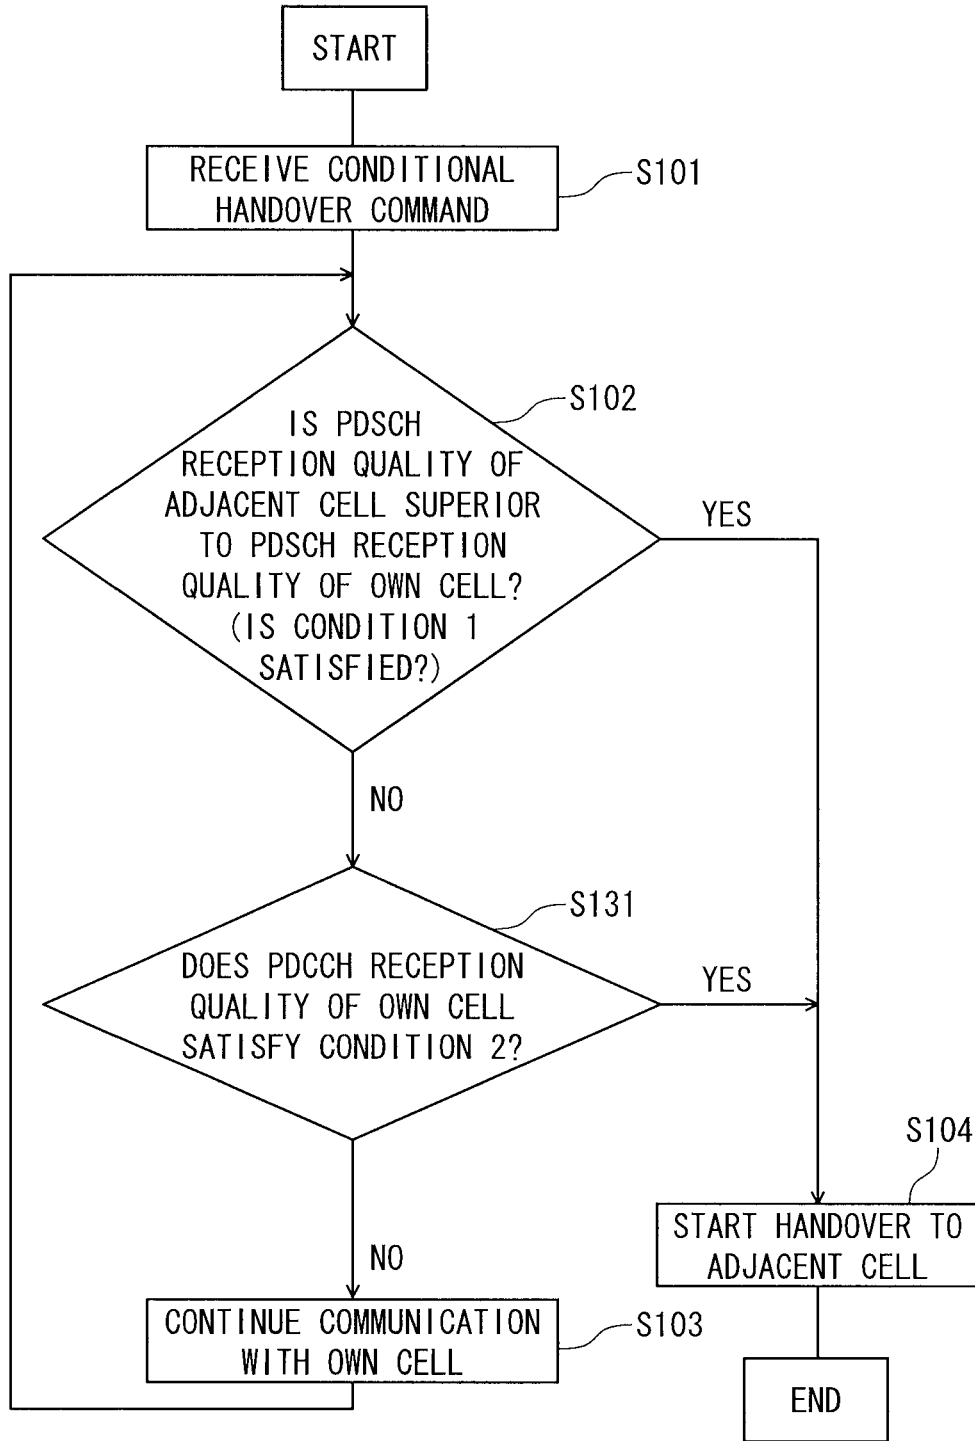 START
RECEIVE CONDITIONAL
HANDOVER COMMAND
S101
S102
IS PDSCH
RECEPTION QUALITY OF
ADJACENT CELL SUPERIOR
TO PDSCH RECEPTION
QUALITY OF OWN CELL?
(IS CONDITION 1
SATISFIED?)
YES
NO
S131
DOES PDCCH RECEPTION
QUALITY OF OWN CELL
SATISFY CONDITION 2?
YES
NO
S104
START HANDOVER TO
ADJACENT CELL
CONTINUE COMMUNICATION
WITH OWN CELL
S103
END